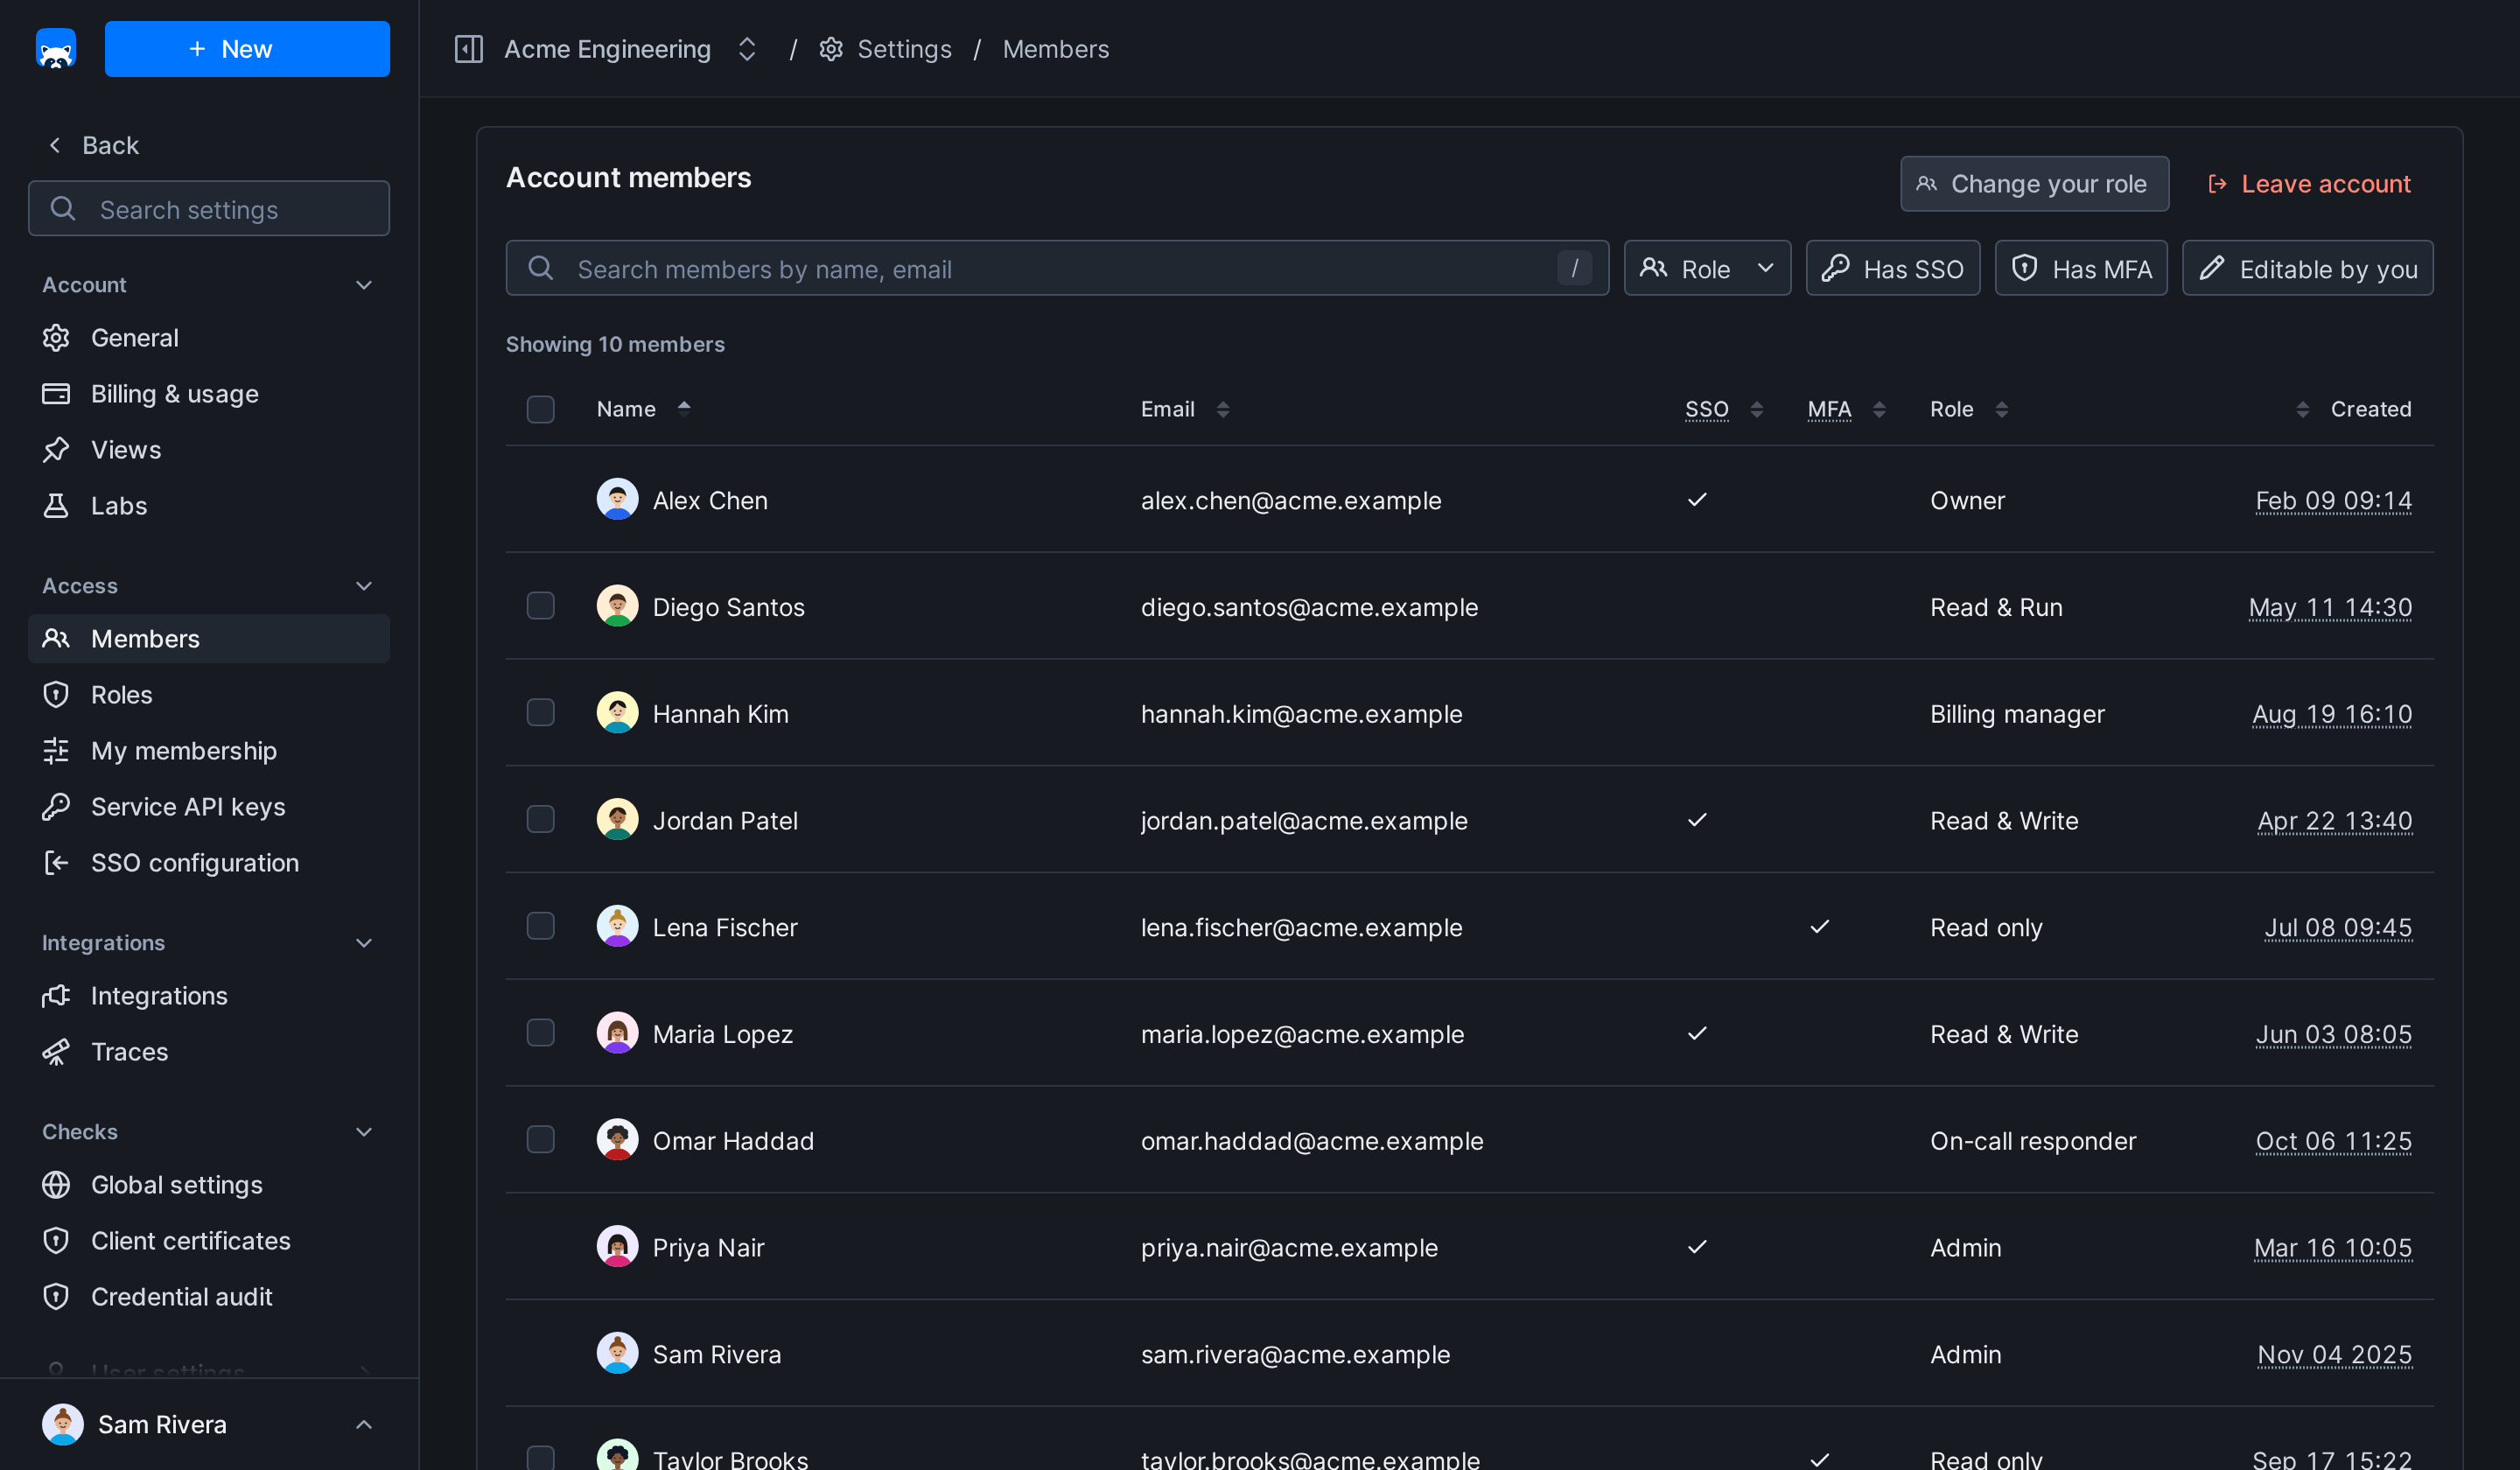 New
Acme Engineering / Settings / Members
Back
Search settings
Account
General
Billing & usage
Views
Labs
Access
Members
Roles
My membership
Service API keys
SSO configuration
Integrations
Integrations
Traces
Checks
Global settings
Client certificates
Credential audit
User settings
Sam Rivera
Account members
Change your role
Leave account
Search members by name, email /
Role
Has SSO
Has MFA
Editable by you
Showing 10 members
Name Email SSO MFA Role Created
Alex Chen alex.chen@acme.example Owner Feb 09 09:14
Diego Santos diego.santos@acme.example Read & Run May 11 14:30
Hannah Kim hannah.kim@acme.example Billing manager Aug 19 16:10
Jordan Patel jordan.patel@acme.example Read & Write Apr 22 13:40
Lena Fischer lena.fischer@acme.example Read only Jul 08 09:45
Maria Lopez maria.lopez@acme.example Read & Write Jun 03 08:05
Omar Haddad omar.haddad@acme.example On-call responder Oct 06 11:25
Priya Nair priya.nair@acme.example Admin Mar 16 10:05
Sam Rivera sam.rivera@acme.example Admin Nov 04 2025
Taylor Brooks taylor.brooks@acme.example Read only Sep 17 15:22